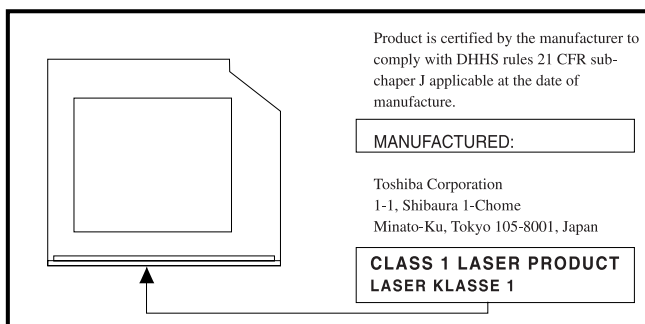 Product is certified by the manufacturer to
comply with DHHS rules 21 CFR sub-
chaper J applicable at the date of
manufacture.
MANUFACTURED:
Toshiba Corporation
1-1, Shibaura 1-Chome
Minato-Ku, Tokyo 105-8001, Japan
CLASS 1 LASER PRODUCT
LASER KLASSE 1